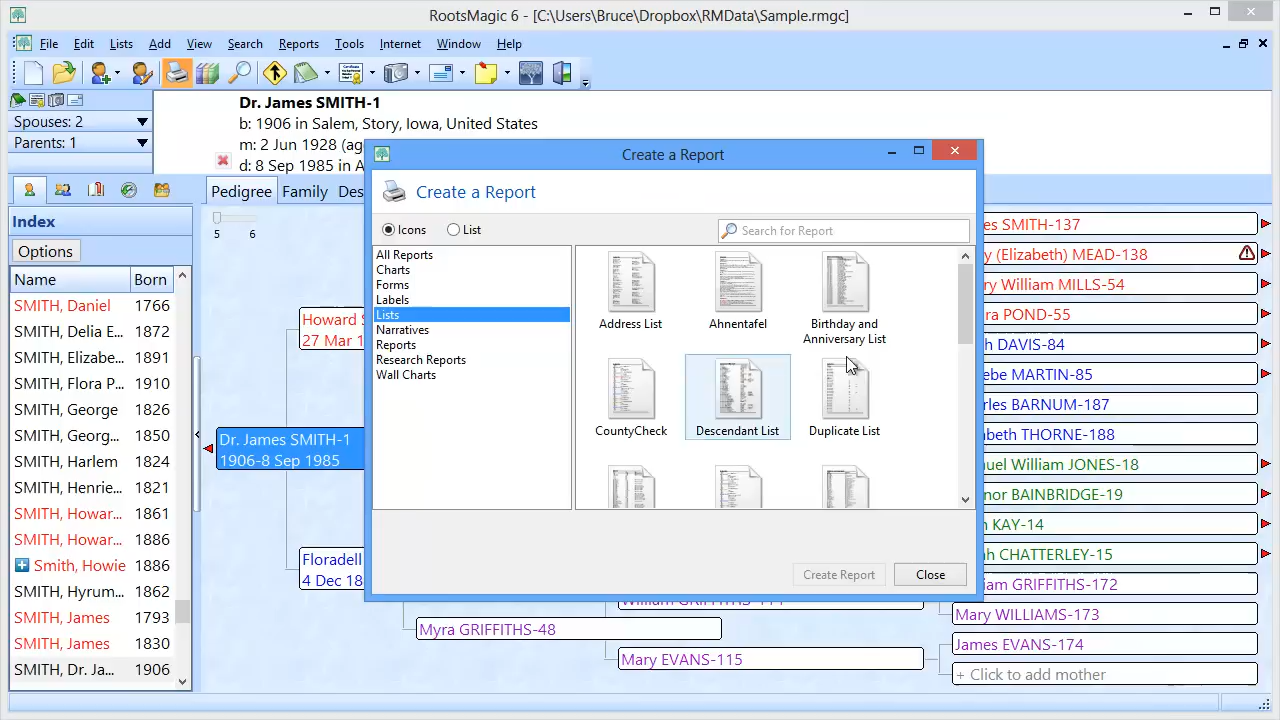 RootsMagic 6 - [C:\Users\Bruce\Dropbox\RMData\Sample.rmgc]
File Edit Lists Add View Search Reports Tools Internet Window Help
Dr. James SMITH-1
Spouses: 2
b: 1906 in Salem, Story, Iowa, United States
Parents: 1
m: 2 Jun 1928 (ag
d: 8 Sep 1985 in A
Pedigree Family Des
Index
Options
Name Born
SMITH, Daniel 1766
SMITH, Delia E... 1872
SMITH, Elizabe... 1891
SMITH, Flora P... 1910
SMITH, George 1826
SMITH, Georg... 1850
SMITH, Harlem 1824
SMITH, Henrie... 1821
SMITH, Howar... 1861
SMITH, Howar... 1886
Smith, Howie 1886
SMITH, Hyrum... 1862
SMITH, James 1793
SMITH, James 1830
SMITH, Dr. Ja... 1906
5 6
Howard S
27 Mar 1
Dr. James SMITH-1
1906-8 Sep 1985
Floradell
4 Dec 18
Myra GRIFFITHS-48
Mary EVANS-115
Create a Report
Create a Report
Icons List
Search for Report
All Reports
Charts
Forms
Labels
Lists
Narratives
Reports
Research Reports
Wall Charts
Address List
Ahnentafel
Birthday and
Anniversary List
CountyCheck
Descendant List
Duplicate List
Create Report Close
es SMITH-137
y (Elizabeth) MEAD-138
ry William MILLS-54
ra POND-55
h DAVIS-84
ebe MARTIN-85
rles BARNUM-187
abeth THORNE-188
uel William JONES-18
nor BAINBRIDGE-19
n KAY-14
ah CHATTERLEY-15
iam GRIFFITHS-172
Mary WILLIAMS-173
James EVANS-174
+ Click to add mother